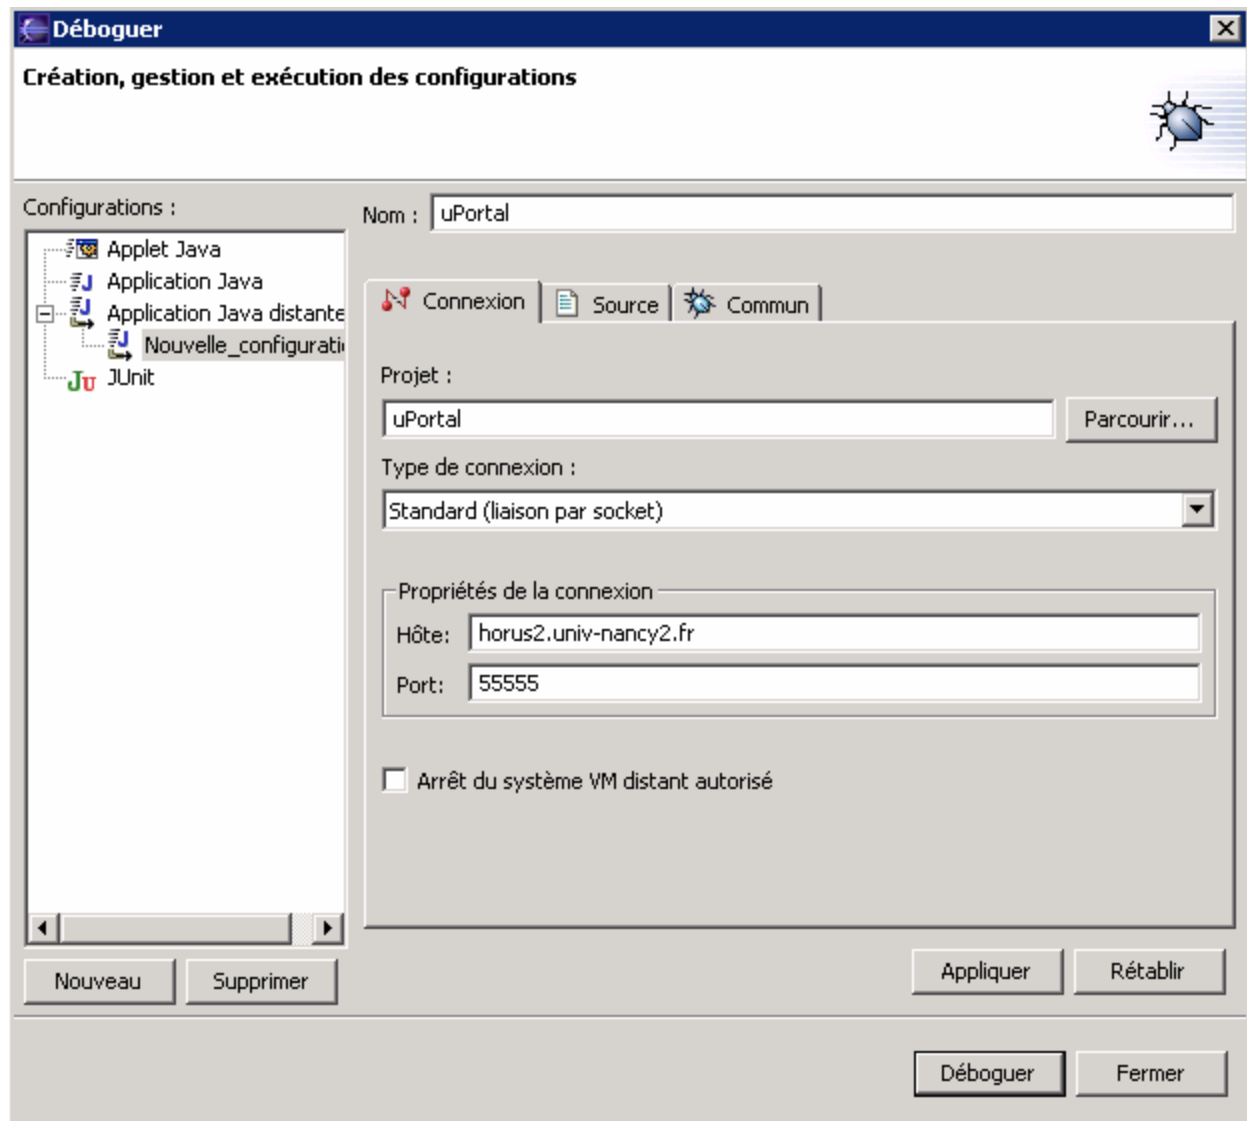 Déboguer
Création, gestion et exécution des configurations
Configurations :
Applet Java
Application Java
Application Java distante
Nouvelle_configurati
JUnit
Nouveau
Supprimer
Nom :
uPortal
Connexion
Source
Commun
Projet :
uPortal
Parcourir...
Type de connexion :
Standard (liaison par socket)
Propriétés de la connexion
Hôte:
horus2.univ-nancy2.fr
Port:
55555
Arrêt du système VM distant autorisé
Appliquer
Rétablir
Déboguer
Fermer